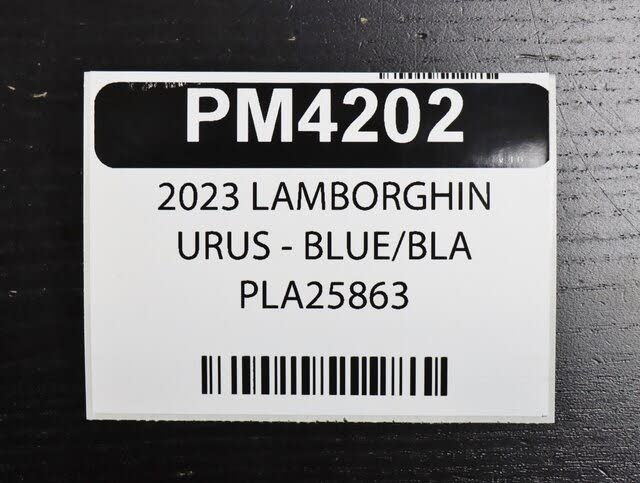 PM4202
2023 LAMBORGHIN
URUS - BLUE/BLA
PLA25863